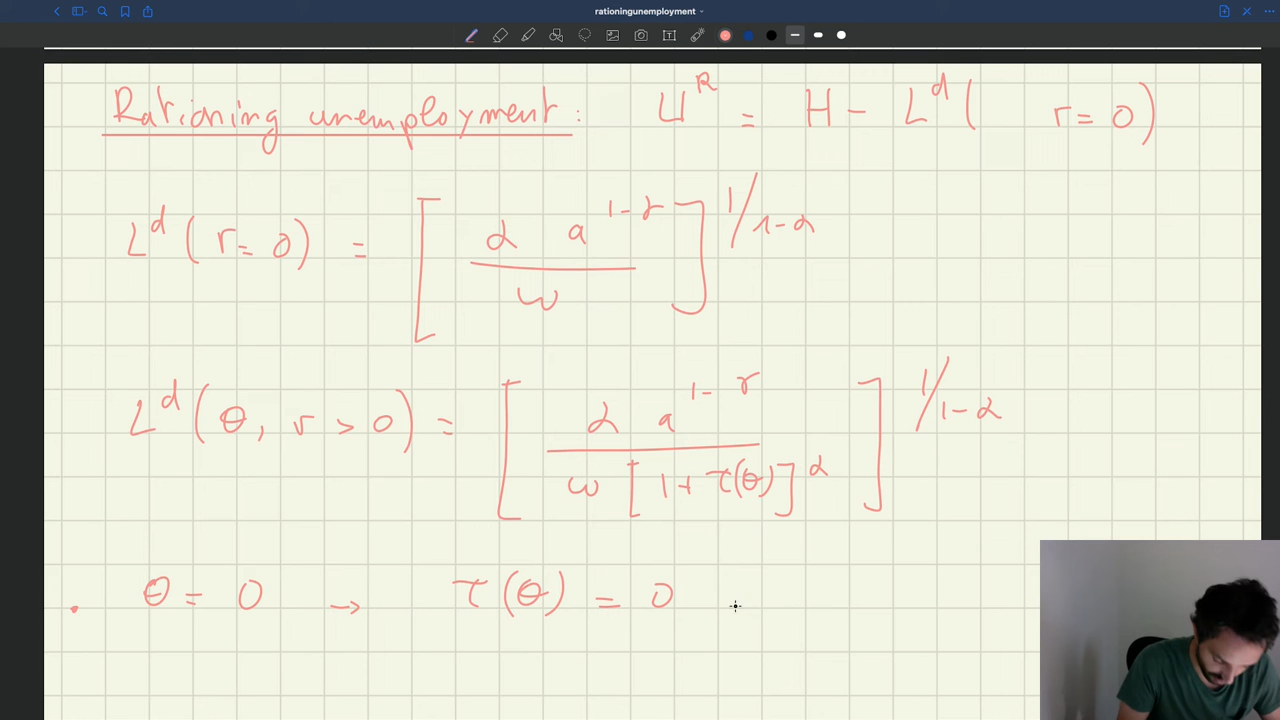 rationingunemployment
Rationing unemployment: U^R = H - L^d( r=0)
L^d(r=0) = [α a^{1-γ} / ω]^{1/1-α}
L^d(θ, r>0) = [α a^{1-γ} / ω[1+τ(θ)]^α]^{1/1-α}
. θ = 0 → τ(θ) = 0